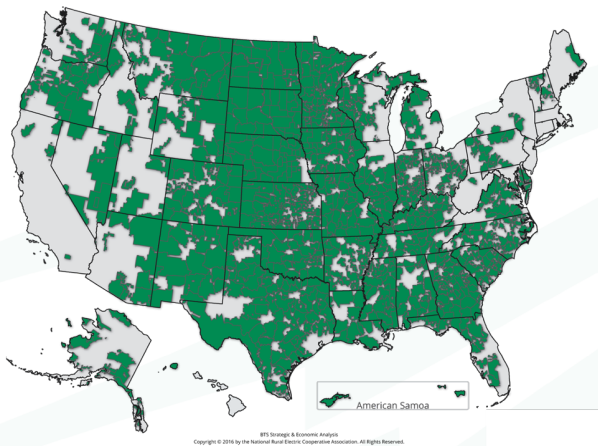 American Samoa
BTS Strategic & Economic Analysis
Copyright © 2016 by the National Rural Electric Cooperative Association. All Rights Reserved.